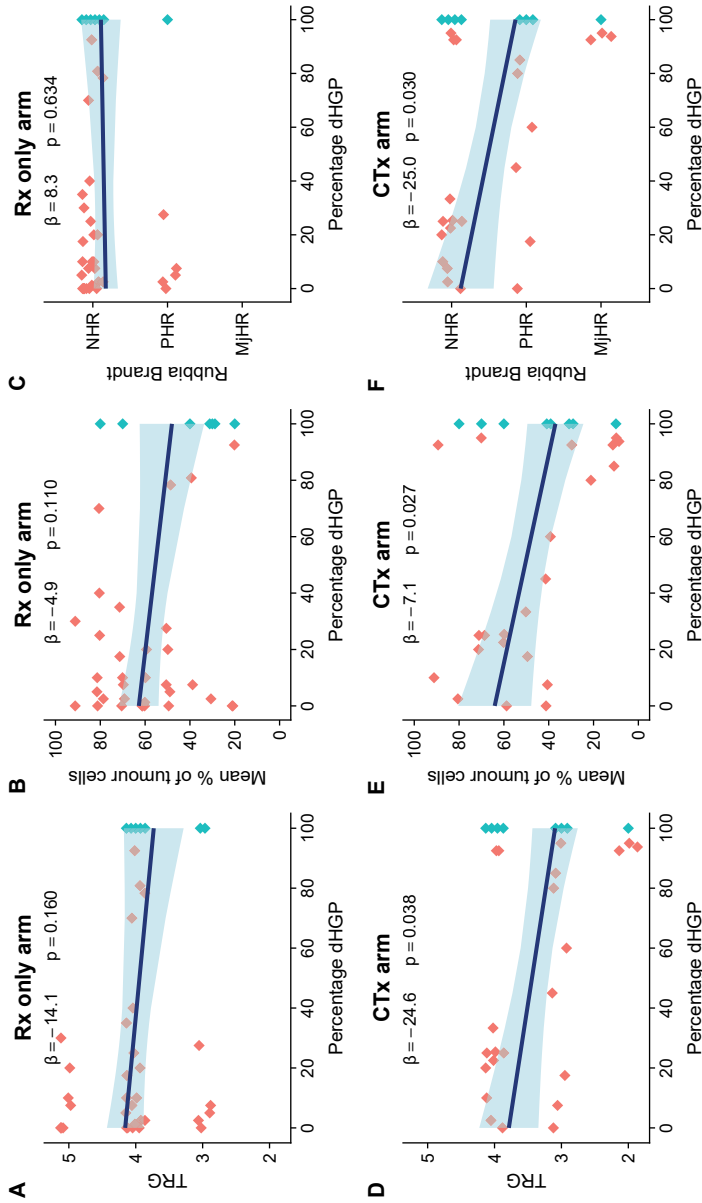 A
Rx only arm
β = −14.1 p = 0.160
TRG
5
4
3
2
0 20 40 60 80 100
Percentage dHGP
B
Rx only arm
β = −4.9 p = 0.110
Mean % of tumour cells
100
80
60
40
20
0
0 20 40 60 80 100
Percentage dHGP
C
Rx only arm
β = 8.3 p = 0.634
Rubbia Brandt
NHR
PHR
MjHR
0 20 40 60 80 100
Percentage dHGP
D
CTx arm
β = −24.6 p = 0.038
TRG
5
4
3
2
0 20 40 60 80 100
Percentage dHGP
E
CTx arm
β = −7.1 p = 0.027
Mean % of tumour cells
100
80
60
40
20
0
0 20 40 60 80 100
Percentage dHGP
F
CTx arm
β = −25.0 p = 0.030
Rubbia Brandt
NHR
PHR
MjHR
0 20 40 60 80 100
Percentage dHGP